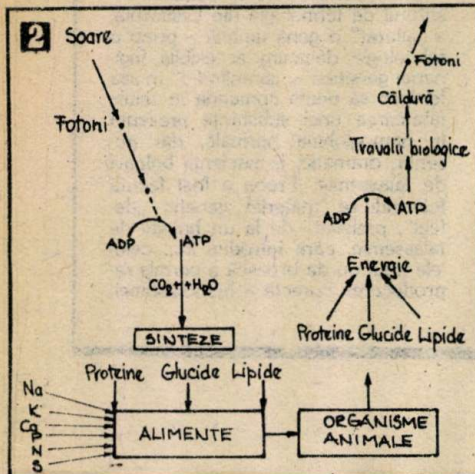 2
Soare
Fotoni
ADP ATP
CO2 + H2O
SINTEZE
Proteine Glucide Lipide
Na
K
Ca
P
N
S
ALIMENTE
ORGANISME ANIMALE
Proteine Glucide Lipide
Energie
ADP ATP
Travalii biologice
Căldură
Fotoni